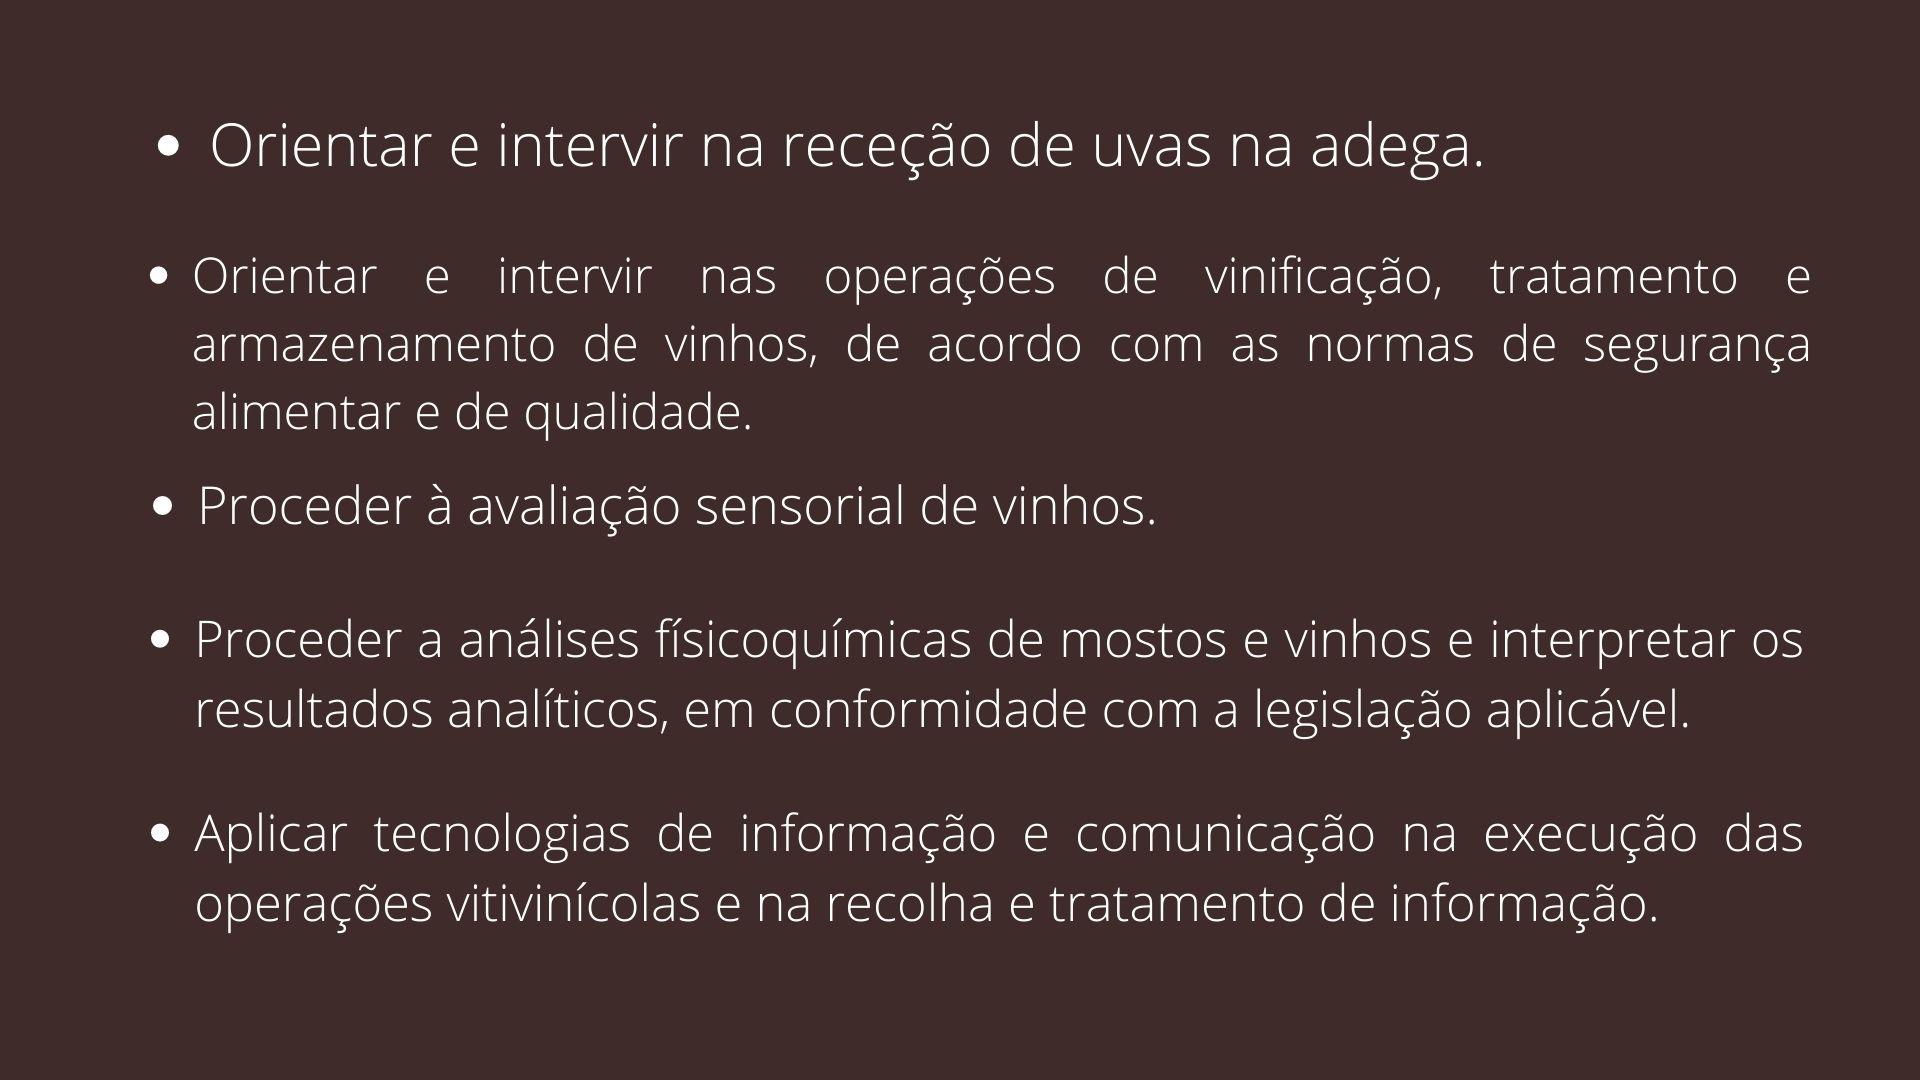 • Orientar e intervir na receção de uvas na adega.
• Orientar e intervir nas operações de vinificação, tratamento e
armazenamento de vinhos, de acordo com as normas de segurança
alimentar e de qualidade.
• Proceder à avaliação sensorial de vinhos.
• Proceder a análises físicoquímicas de mostos e vinhos e interpretar os
resultados analíticos, em conformidade com a legislação aplicável.
• Aplicar tecnologias de informação e comunicação na execução das
operações vitivinícolas e na recolha e tratamento de informação.